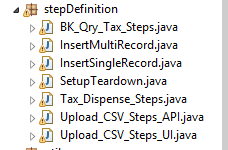 stepDefinition
BK_Qry_Tax_Steps.java
InsertMultiRecord.java
InsertSingleRecord.java
SetupTeardown.java
Tax_Dispense_Steps.java
Upload_CSV_Steps_API.java
Upload_CSV_Steps_UI.java